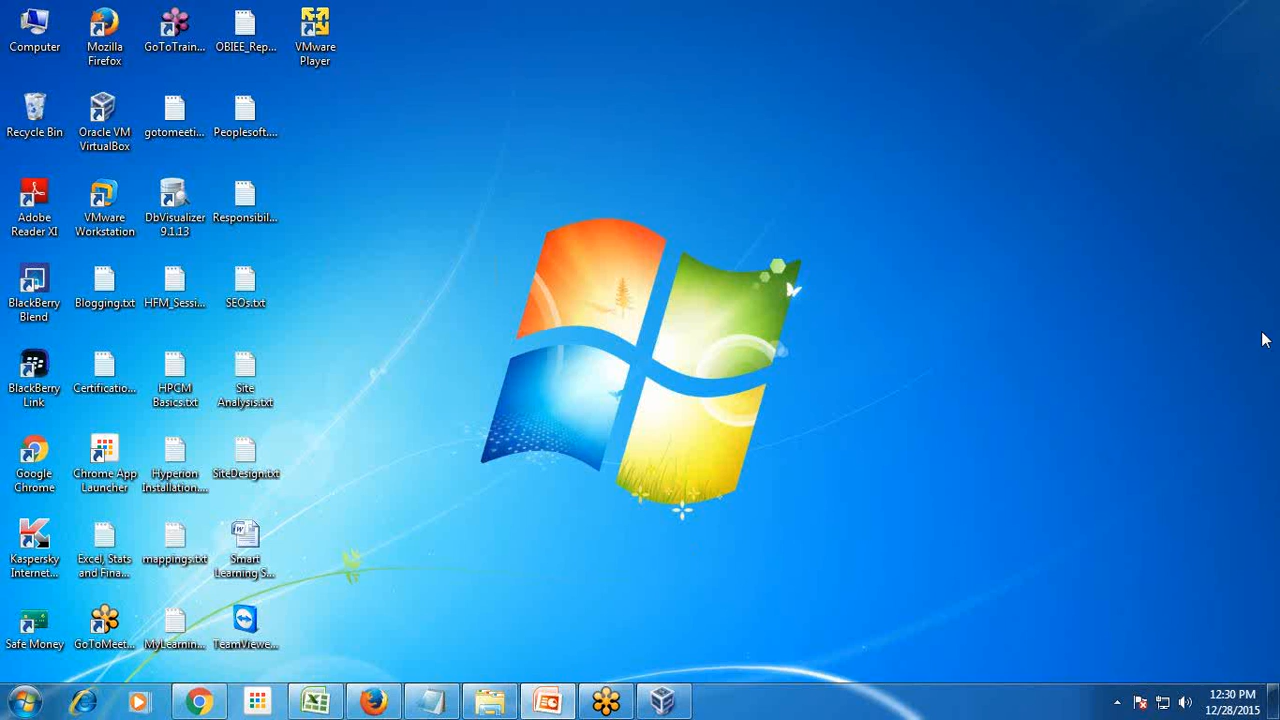 Computer
Mozilla
Firefox
GoToTrain...
OBIEE_Rep...
VMware
Player
Recycle Bin
Oracle VM
VirtualBox
gotomeeti...
Peoplesoft....
Adobe
Reader XI
VMware
Workstation
DbVisualizer
9.1.13
Responsibil...
BlackBerry
Blend
Blogging.txt
HFM_Sessi...
SEOs.txt
BlackBerry
Link
Certificatio...
HPCM
Basics.txt
Site
Analysis.txt
Google
Chrome
Chrome App
Launcher
Hyperion
Installation....
SiteDesign.txt
Kaspersky
Internet...
Excel, Stats
and Fina...
mappings.txt
Smart
Learning S...
Safe Money
GoToMeet...
MyLearnin...
TeamViewe...
12:30 PM
12/28/2015